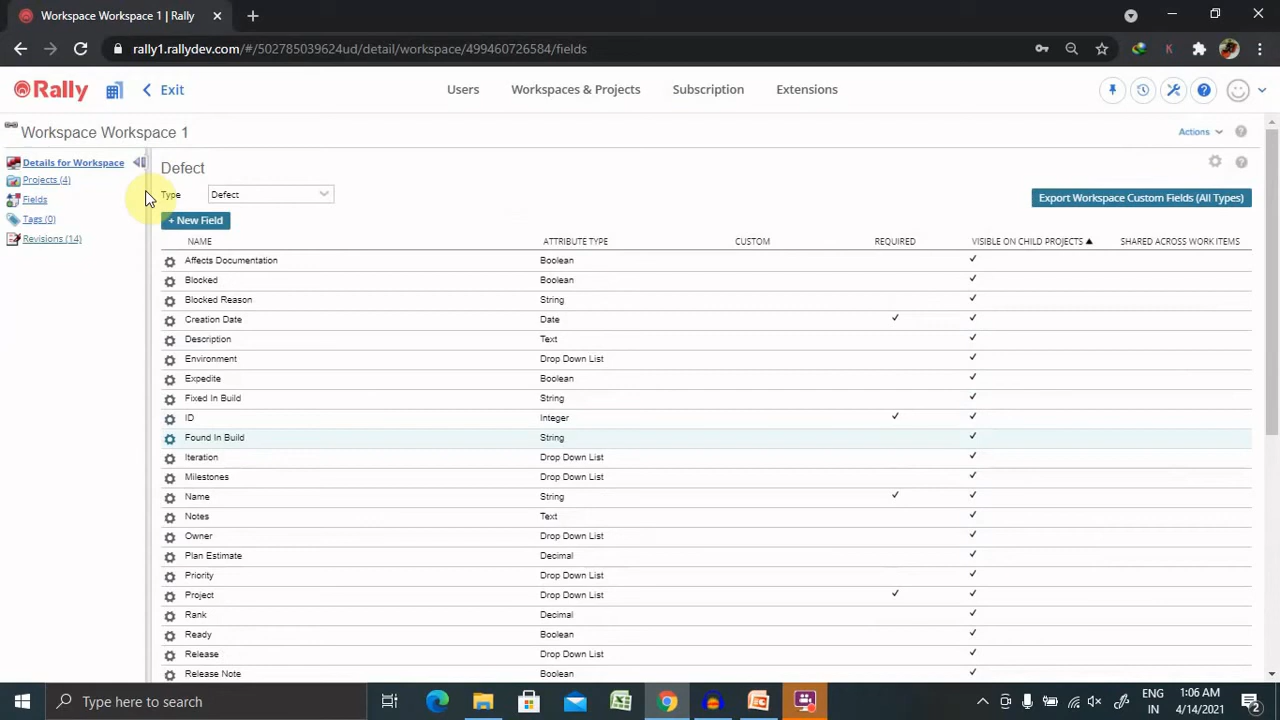 Workspace Workspace 1 | Rally
rally1.rallydev.com/#/502785039624ud/detail/workspace/499460726584/fields
Rally
Exit
Users
Workspaces & Projects
Subscription
Extensions
Workspace Workspace 1
Actions
Details for Workspace
Projects (4)
Fields
Tags (0)
Revisions (14)
Defect
Type
Defect
Export Workspace Custom Fields (All Types)
+ New Field
NAME ATTRIBUTE TYPE CUSTOM REQUIRED VISIBLE ON CHILD PROJECTS ▲ SHARED ACROSS WORK ITEMS
Affects Documentation Boolean ✓
Blocked Boolean ✓
Blocked Reason String ✓
Creation Date Date ✓ ✓
Description Text ✓
Environment Drop Down List ✓
Expedite Boolean ✓
Fixed In Build String ✓
ID Integer ✓ ✓
Found In Build String ✓
Iteration Drop Down List ✓
Milestones Drop Down List ✓
Name String ✓ ✓
Notes Text ✓
Owner Drop Down List ✓
Plan Estimate Decimal ✓
Priority Drop Down List ✓
Project Drop Down List ✓ ✓
Rank Decimal ✓
Ready Boolean ✓
Release Drop Down List ✓
Release Note Boolean ✓
Type here to search
ENG
IN
1:06 AM
4/14/2021
2